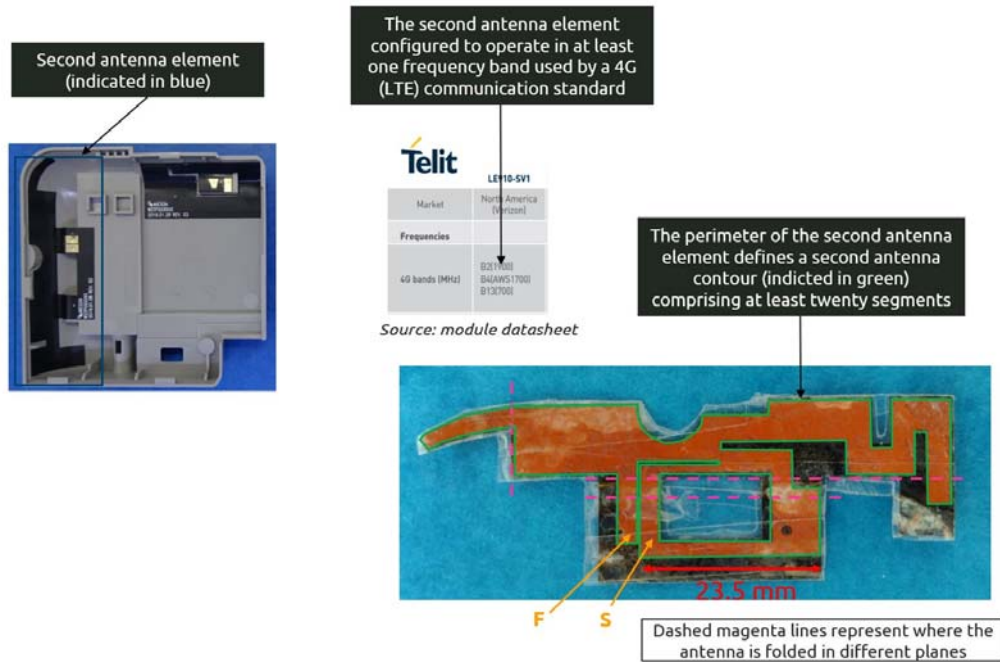 Second antenna element
(indicated in blue)
The second antenna element
configured to operate in at least
one frequency band used by a 4G
(LTE) communication standard
Telit
LE910-SV1
Market
North America
(Verizon)
Frequencies
4G bands (MHz)
B2(1900)
B4(AWS1700)
B13(700)
Source: module datasheet
The perimeter of the second antenna
element defines a second antenna
contour (indicted in green)
comprising at least twenty segments
23.5 mm
F
S
Dashed magenta lines represent where the
antenna is folded in different planes